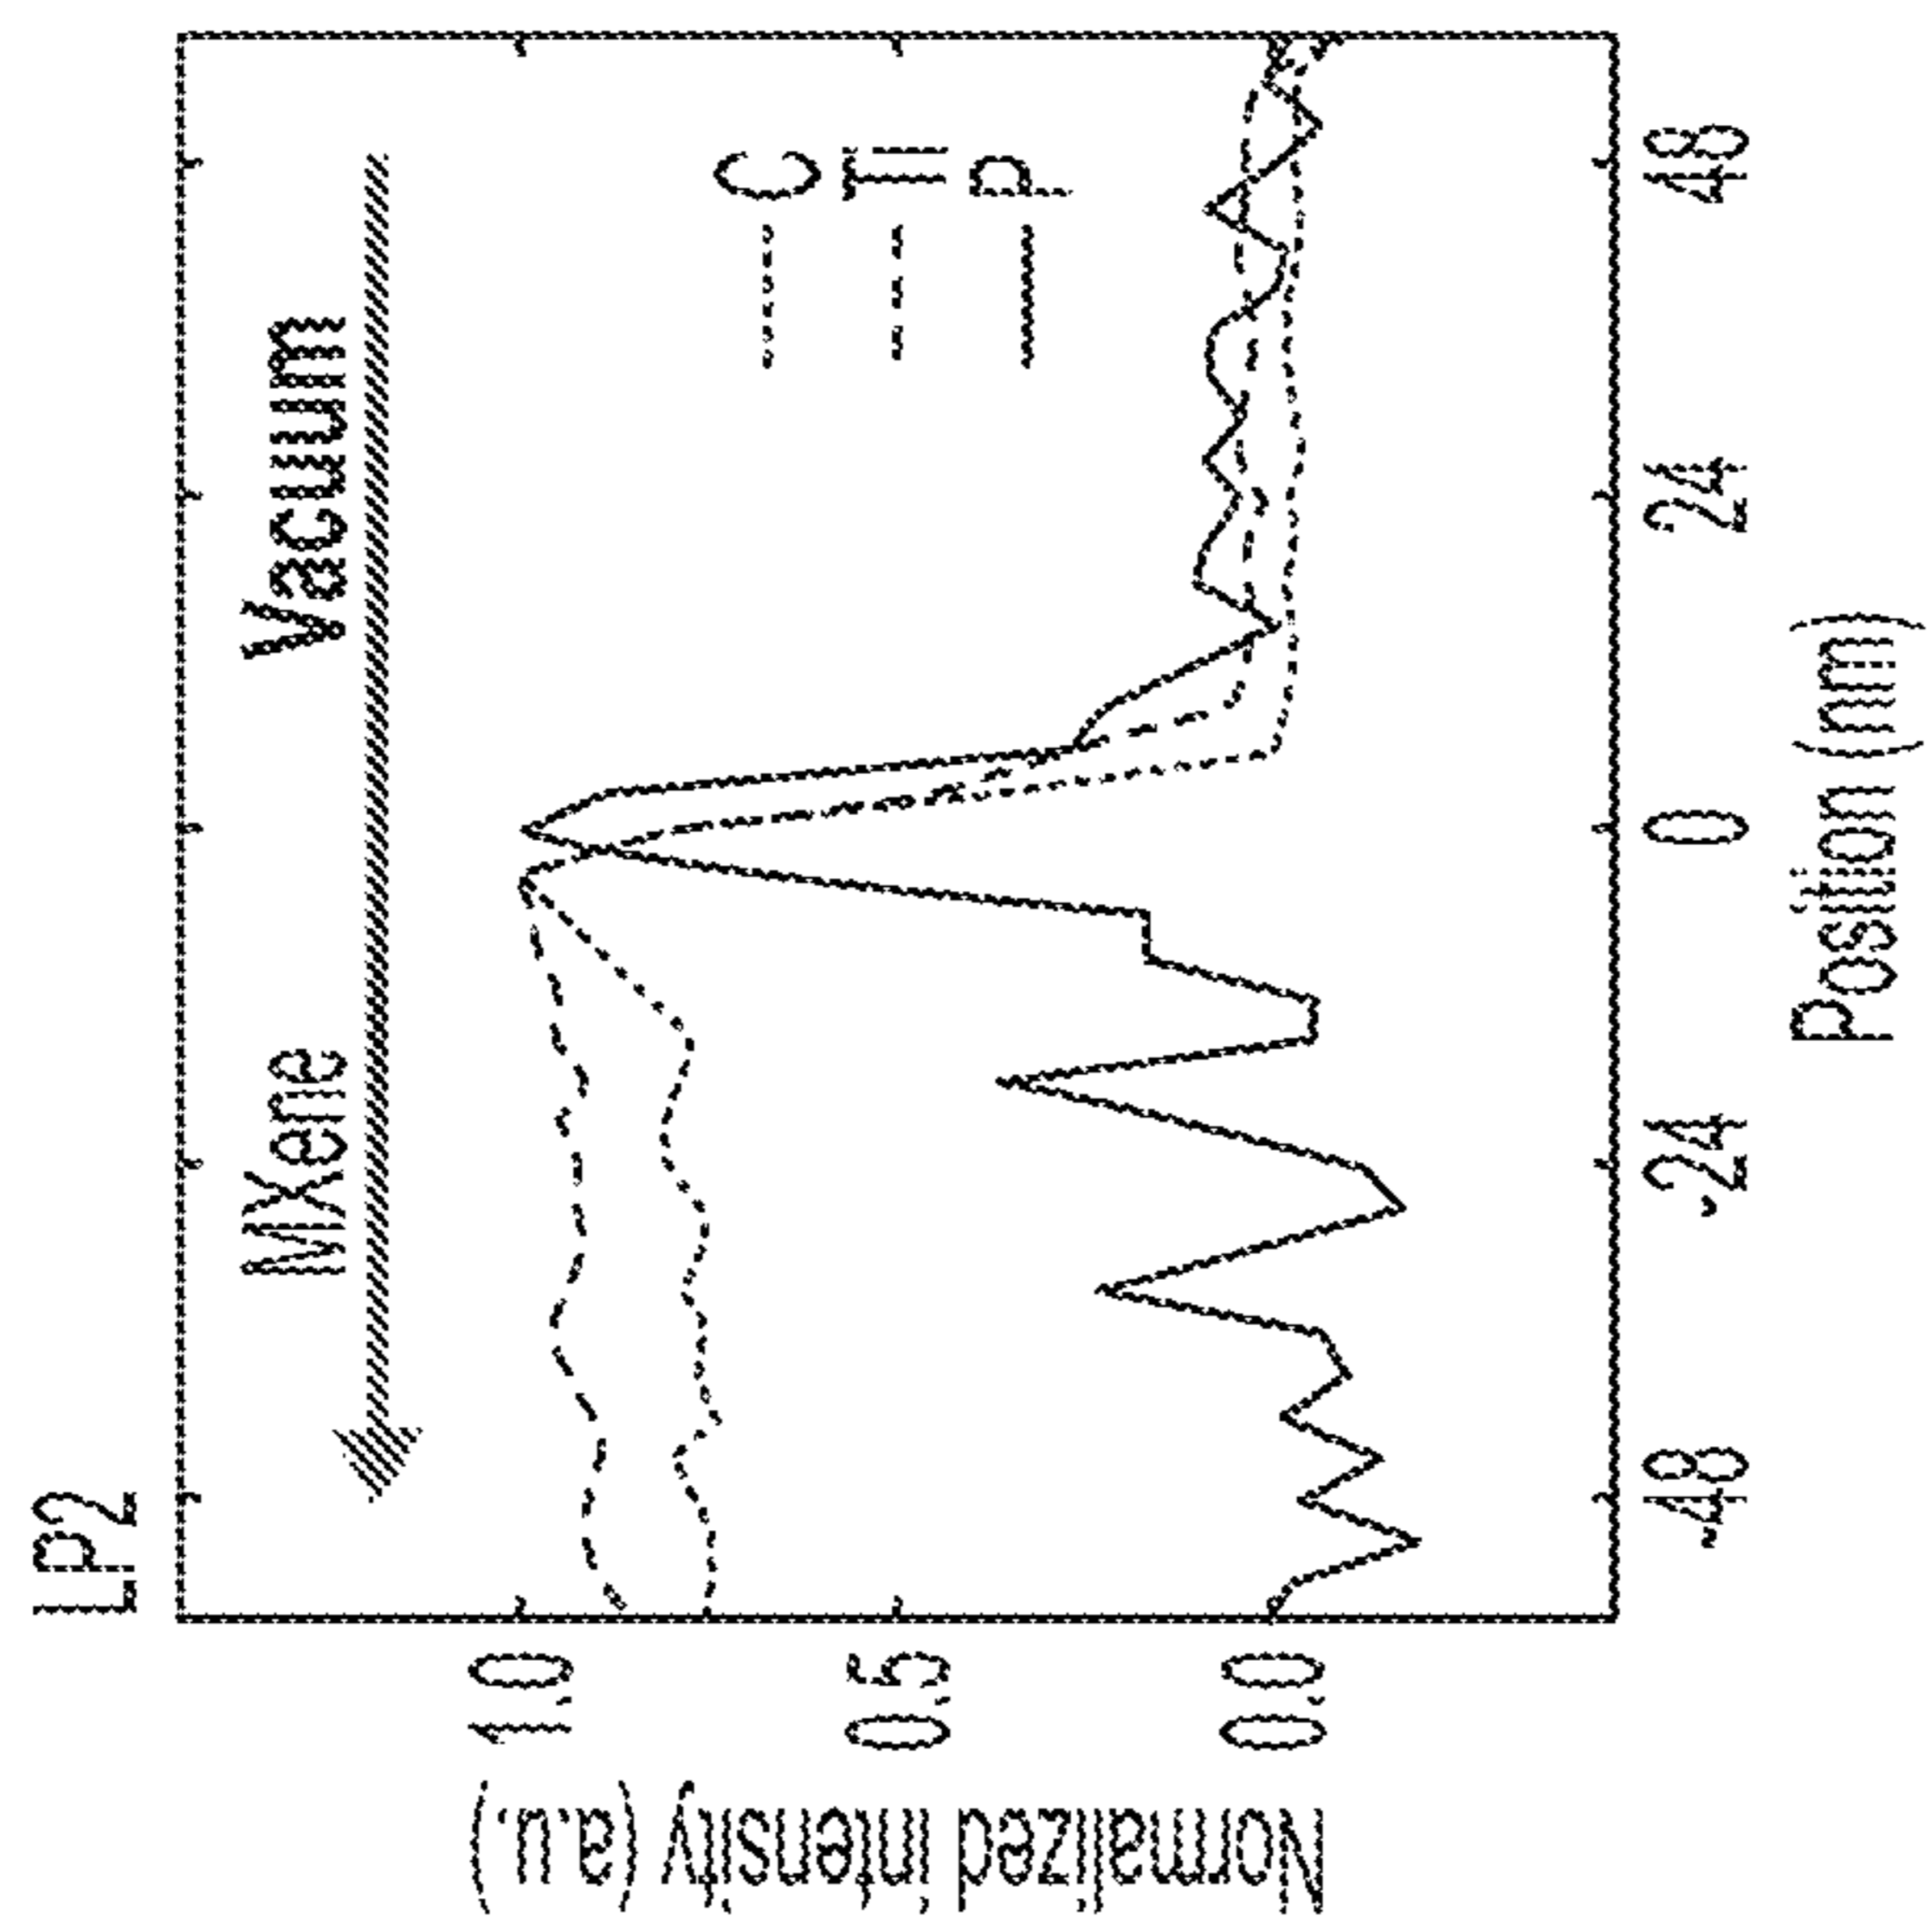 LP2
MXene Vacuum
C
Ti
p
1.0
0.5
0.0
Normalized intensity (a.u.)
-48 -24 0 24 48
Position (nm)